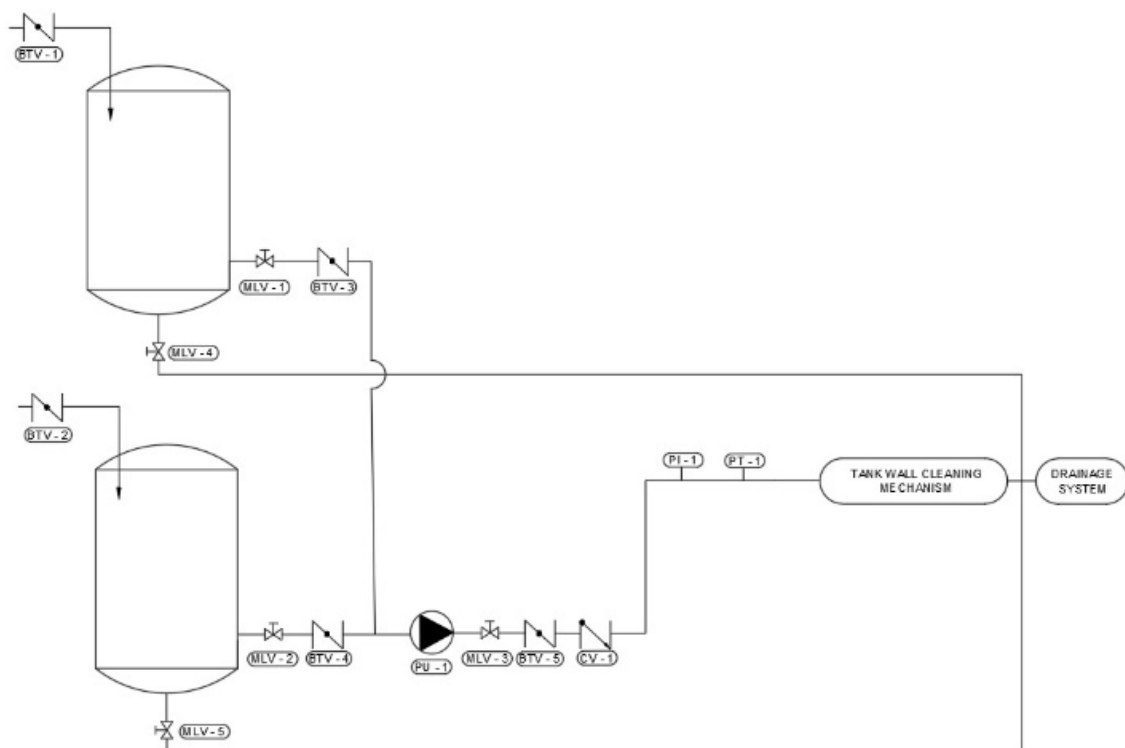 BTV - 1
MLV - 1
BTV - 3
MLV - 4
BTV - 2
PI - 1
PT - 1
TANK WALL CLEANING
MECHANISM
DRAINAGE
SYSTEM
MLV - 2
BTV - 4
PU - 1
MLV - 3
BTV - 5
CV - 1
MLV - 5